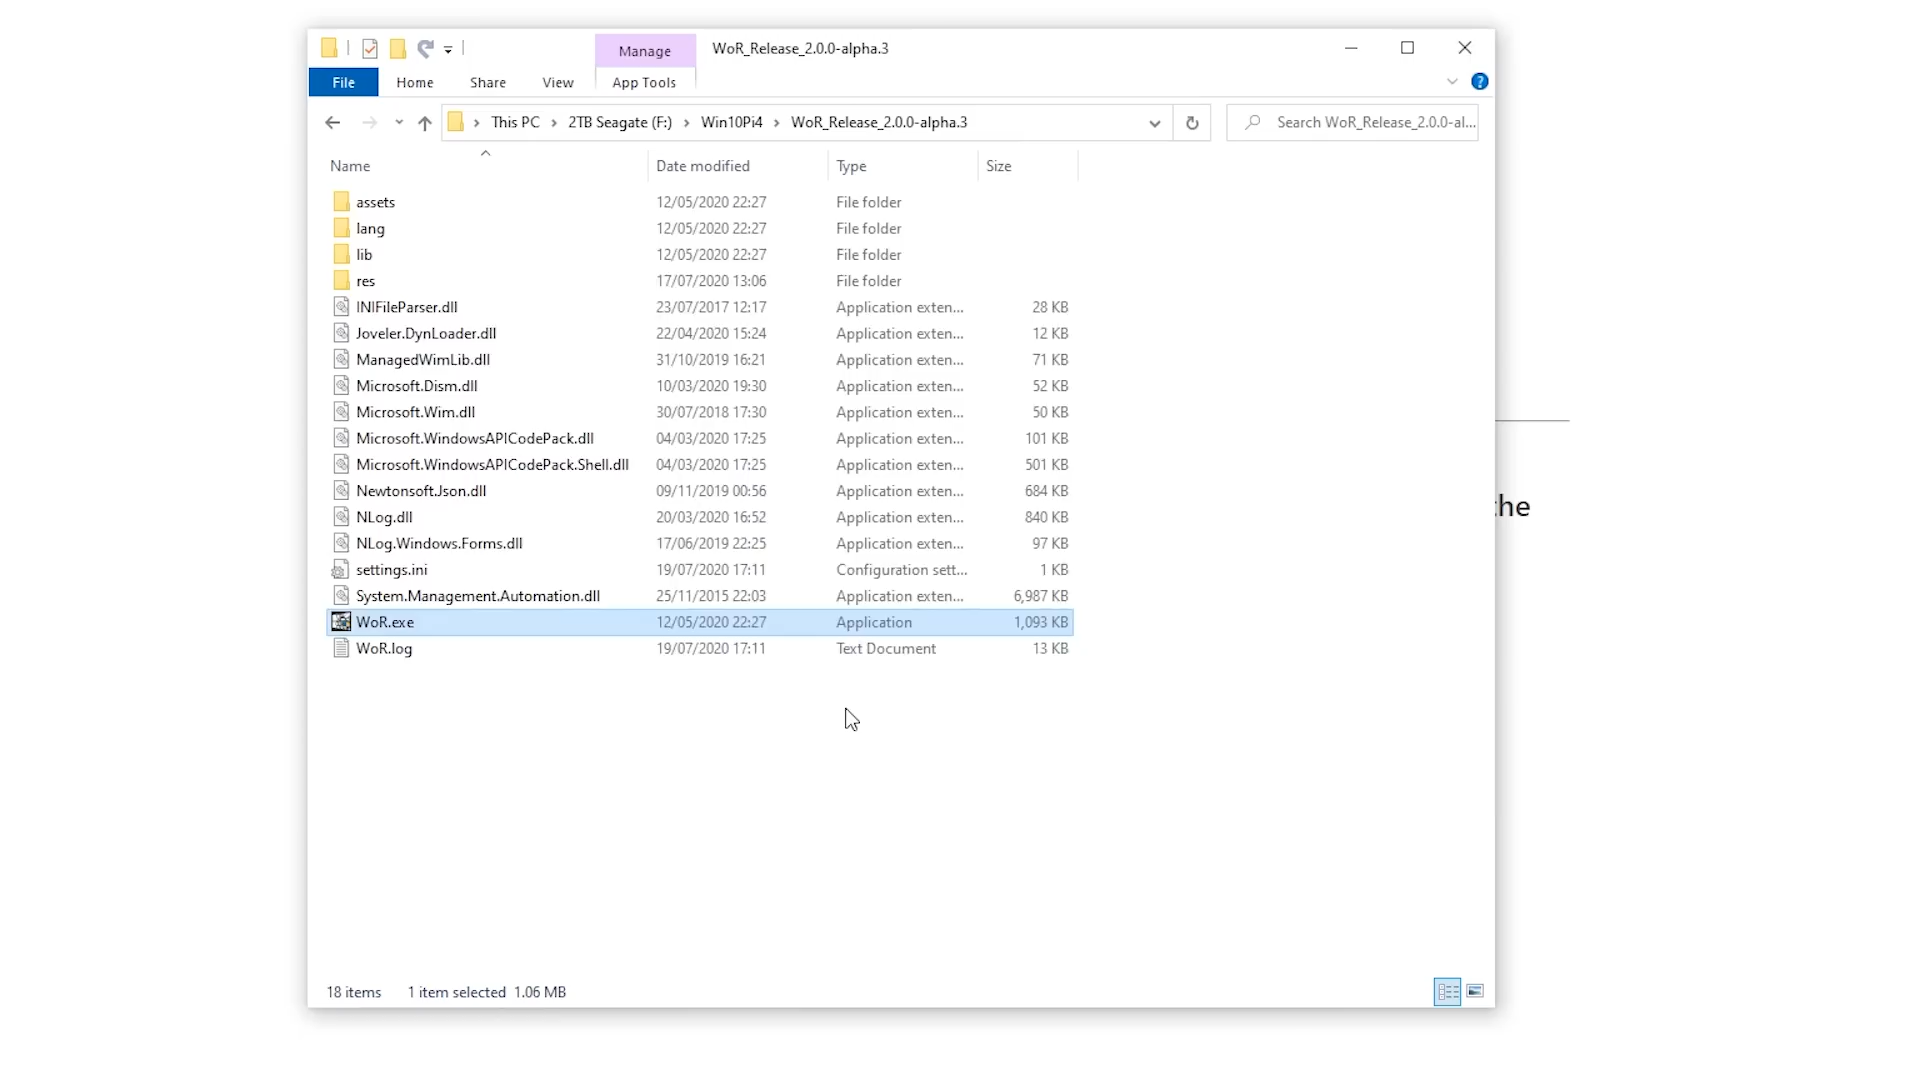 Manage WoR_Release_2.0.0-alpha.3
File Home Share View App Tools
This PC 2TB Seagate (F:) Win10Pi4 WoR_Release_2.0.0-alpha.3 Search WoR_Release_2.0.0-al...
Name Date modified Type Size
assets 12/05/2020 22:27 File folder
lang 12/05/2020 22:27 File folder
lib 12/05/2020 22:27 File folder
res 17/07/2020 13:06 File folder
INIFileParser.dll 23/07/2017 12:17 Application exten... 28 KB
Joveler.DynLoader.dll 22/04/2020 15:24 Application exten... 12 KB
ManagedWimLib.dll 31/10/2019 16:21 Application exten... 71 KB
Microsoft.Dism.dll 10/03/2020 19:30 Application exten... 52 KB
Microsoft.Wim.dll 30/07/2018 17:30 Application exten... 50 KB
Microsoft.WindowsAPICodePack.dll 04/03/2020 17:25 Application exten... 101 KB
Microsoft.WindowsAPICodePack.Shell.dll 04/03/2020 17:25 Application exten... 501 KB
Newtonsoft.Json.dll 09/11/2019 00:56 Application exten... 684 KB
the
NLog.dll 20/03/2020 16:52 Application exten... 840 KB
NLog.Windows.Forms.dll 17/06/2019 22:25 Application exten... 97 KB
settings.ini 19/07/2020 17:11 Configuration sett... 1 KB
System.Management.Automation.dll 25/11/2015 22:03 Application exten... 6,987 KB
WoR.exe 12/05/2020 22:27 Application 1,093 KB
WoR.log 19/07/2020 17:11 Text Document 13 KB
18 items 1 item selected 1.06 MB